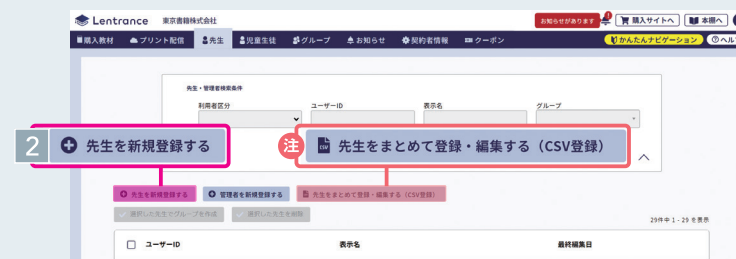 Lentrance 東京書籍株式会社
お知らせがあります 購入サイトへ 本棚へ
購入教材 プリント配信 先生 児童生徒 グループ お知らせ 契約者情報 クーポン かんたんナビゲーション ヘル
先生・管理者検索条件
利用者区分 ユーザーID 表示名 グループ
2 先生を新規登録する 注 CSV 先生をまとめて登録・編集する（CSV登録）
先生を新規登録する 管理者を新規登録する 先生をまとめて登録・編集する（CSV登録）
選択した先生でグループを作成 選択した先生を削除
29件中 1 - 29 を表示
ユーザーID 表示名 最終編集日